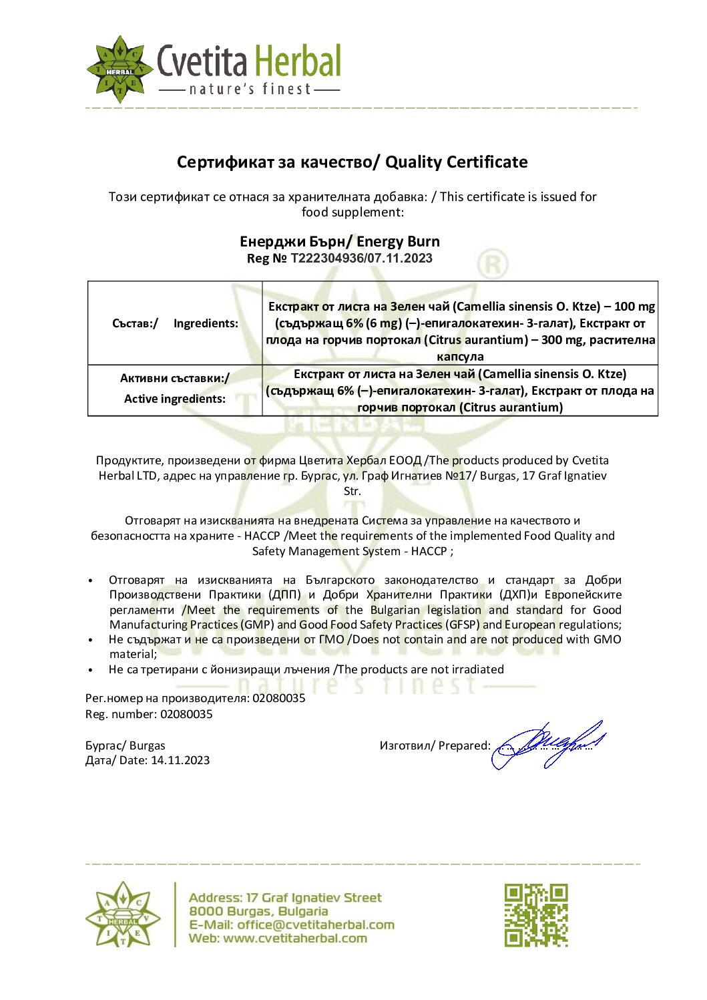 Cvetita Herbal
nature's finest
Сертификат за качество/ Quality Certificate
Този сертификат се отнася за хранителната добавка: / This certificate is issued for
food supplement:
Енерджи Бърн/ Energy Burn
Reg № Т222304936/07.11.2023
Състав:/ Ingredients:
Екстракт от листа на Зелен чай (Camellia sinensis O. Ktze) – 100 mg
(съдържащ 6% (6 mg) (–)-епигалокатехин- 3-галат), Екстракт от
плода на горчив портокал (Citrus aurantium) – 300 mg, растителна
капсула
Активни съставки:/
Active ingredients:
Екстракт от листа на Зелен чай (Camellia sinensis O. Ktze)
(съдържащ 6% (–)-епигалокатехин- 3-галат), Екстракт от плода на
горчив портокал (Citrus aurantium)
Продуктите, произведени от фирма Цветита Хербал ЕООД /The products produced by Cvetita
Herbal LTD, адрес на управление гр. Бургас, ул. Граф Игнатиев №17/ Burgas, 17 Graf Ignatiev
Str.
Отговарят на изискванията на внедрената Система за управление на качеството и
безопасността на храните - НАССР /Meet the requirements of the implemented Food Quality and
Safety Management System - HACCP ;
• Отговарят на изискванията на Българското законодателство и стандарт за Добри
Производствени Практики (ДПП) и Добри Хранителни Практики (ДХП)и Европейските
регламенти /Meet the requirements of the Bulgarian legislation and standard for Good
Manufacturing Practices (GMP) and Good Food Safety Practices (GFSP) and European regulations;
• Не съдържат и не са произведени от ГМО /Does not contain and are not produced with GMO
material;
• Не са третирани с йонизиращи лъчения /The products are not irradiated
Cvetita Herbal
nature's finest
Рег.номер на производителя: 02080035
Reg. number: 02080035
Бургас/ Burgas
Изготвил/ Prepared: ……………………
Дата/ Date: 14.11.2023
Address: 17 Graf Ignatiev Street
8000 Burgas, Bulgaria
E-Mail: office@cvetitaherbal.com
Web: www.cvetitaherbal.com
HERBAL